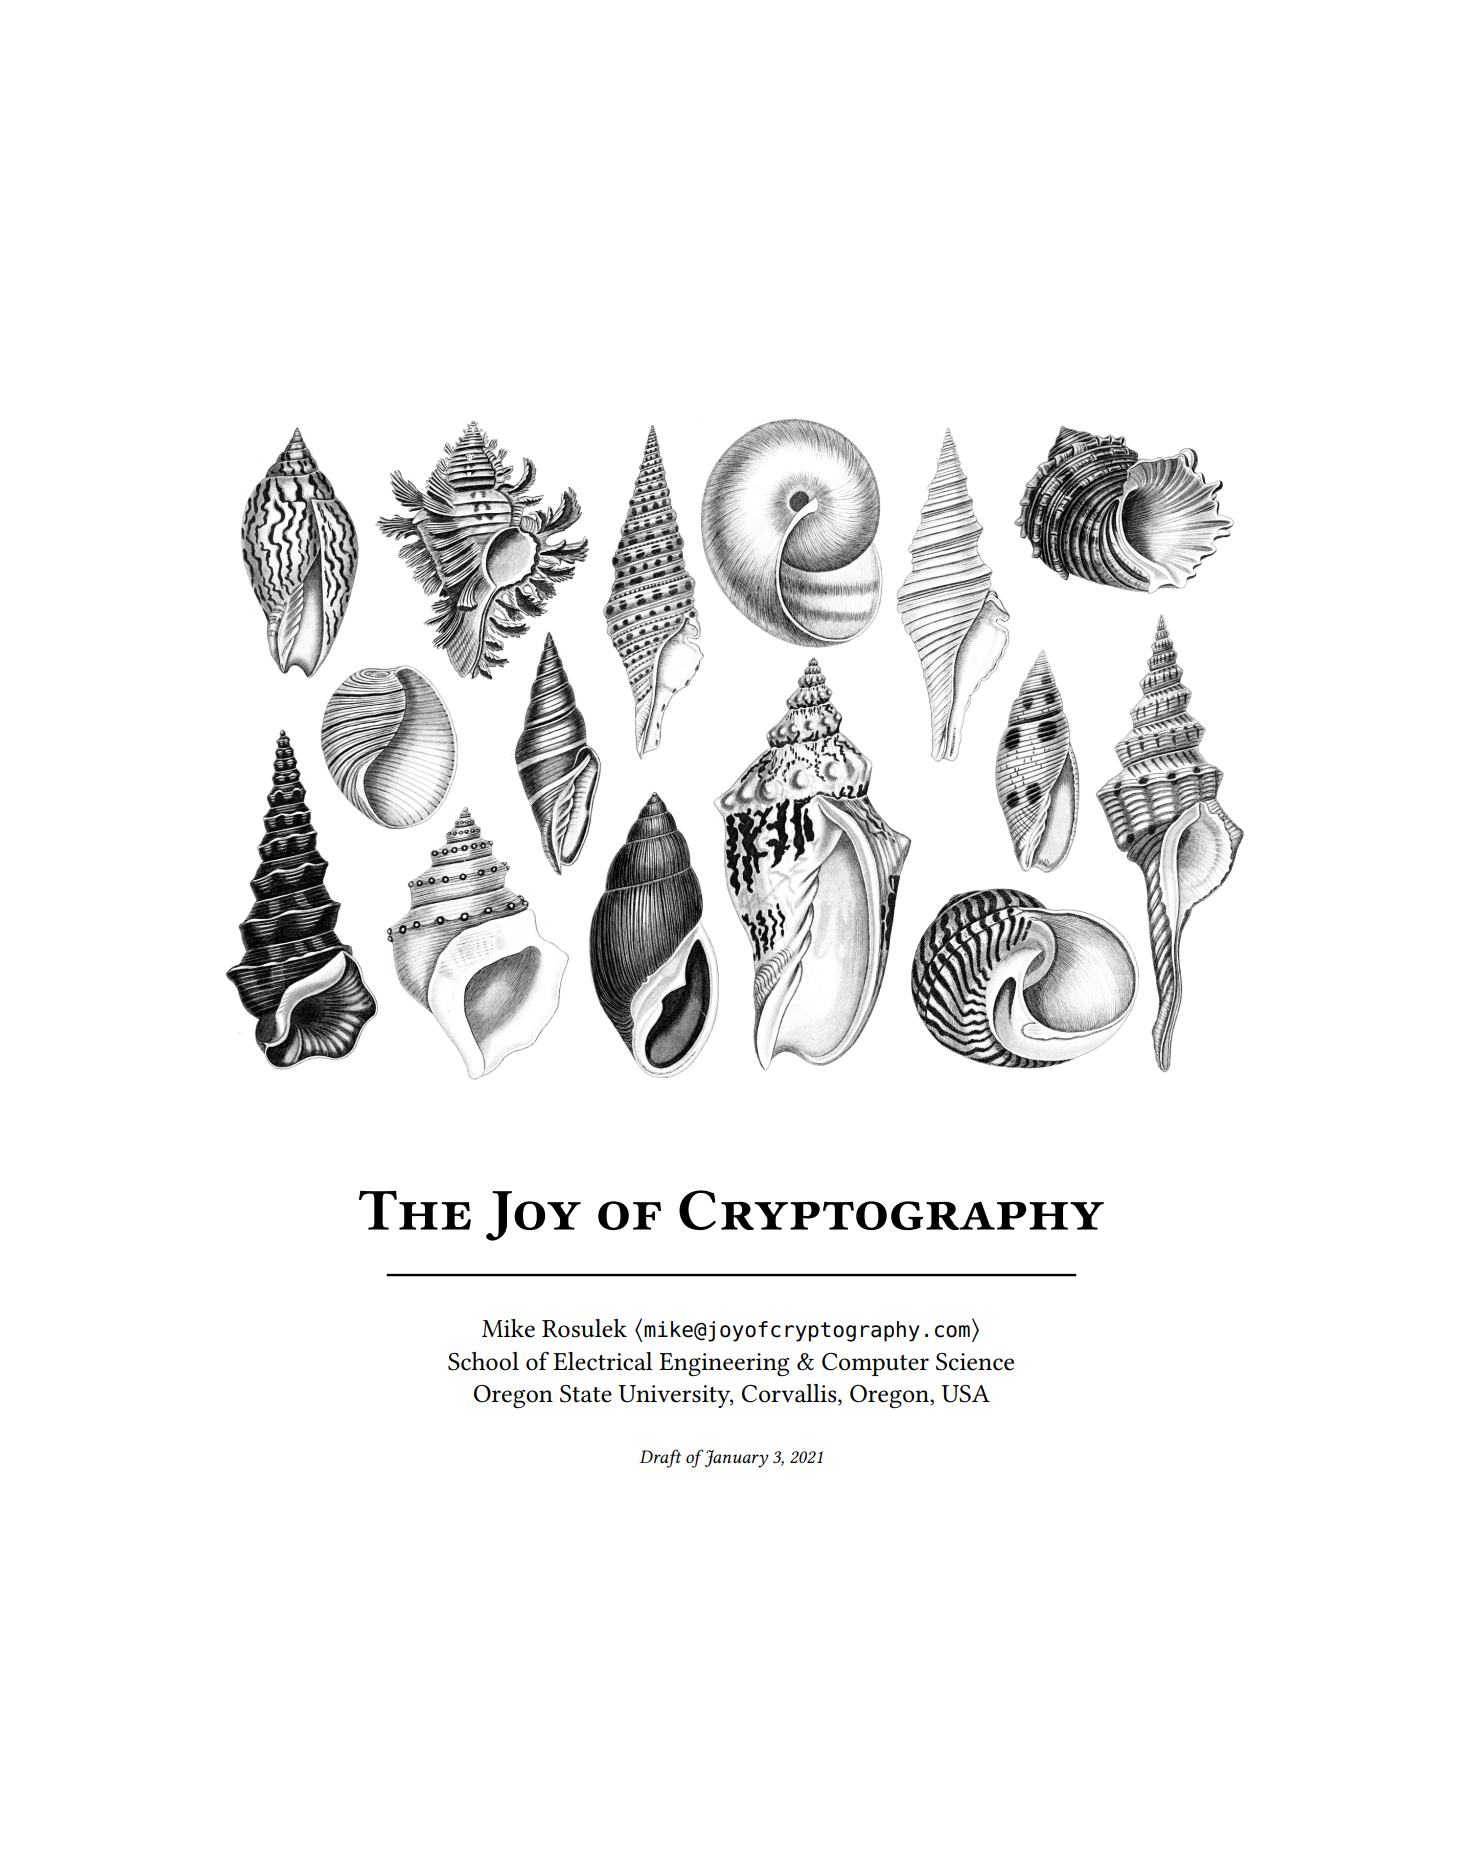 The Joy of Cryptography
Mike Rosulek ⟨mike@joyofcryptography.com⟩
School of Electrical Engineering & Computer Science
Oregon State University, Corvallis, Oregon, USA
Draft of January 3, 2021